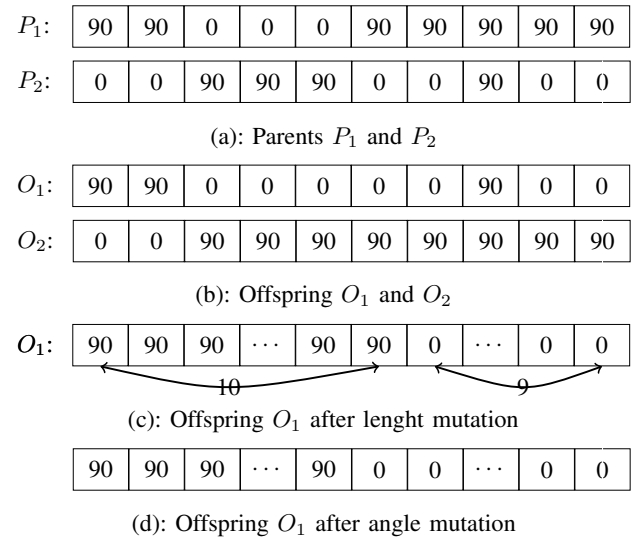 P₁: 90 90 0 0 0 90 90 90 90 90
P₂: 0 0 90 90 90 0 0 90 0 0
(a): Parents P₁ and P₂
O₁: 90 90 0 0 0 0 0 90 0 0
O₂: 0 0 90 90 90 90 90 90 90 90
(b): Offspring O₁ and O₂
O₁: 90 90 90 ··· 90 90 0 ··· 0 0
10 9
(c): Offspring O₁ after lenght mutation
90 90 90 ··· 90 0 0 ··· 0 0
(d): Offspring O₁ after angle mutation